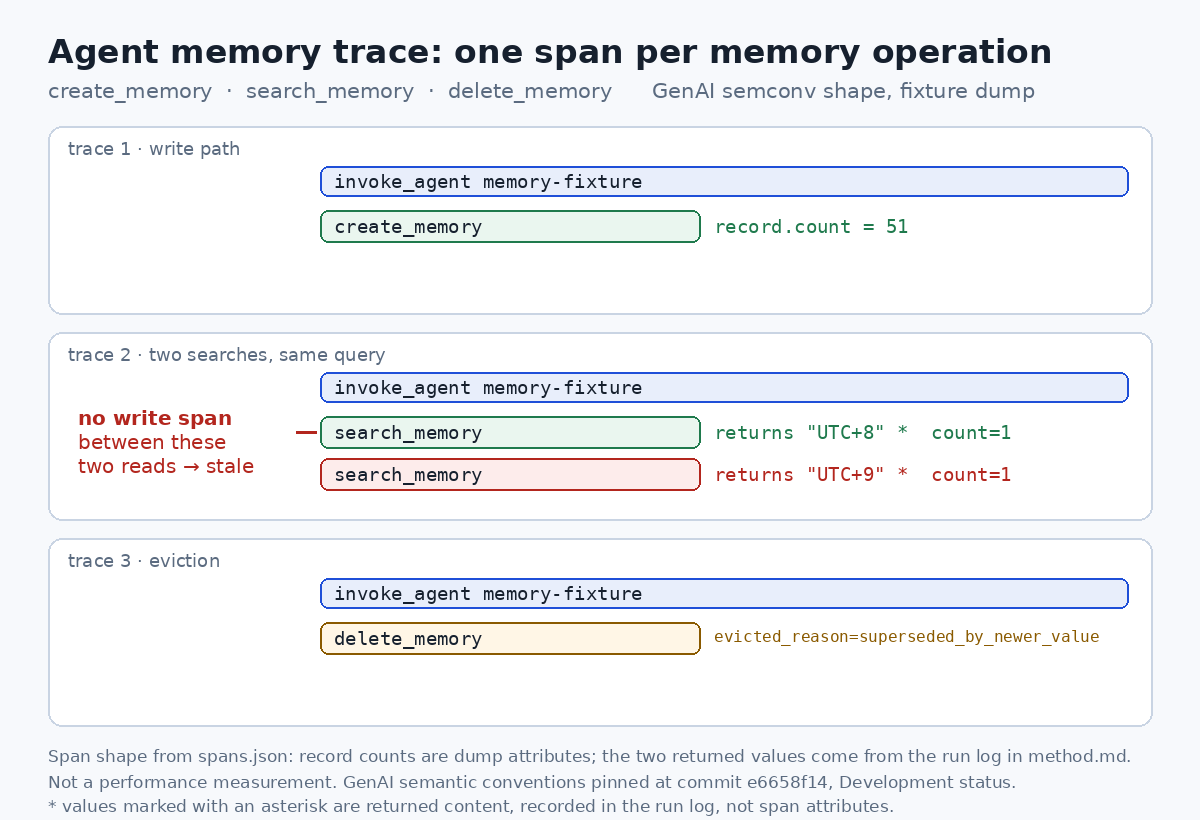 Agent memory trace: one span per memory operation
create_memory · search_memory · delete_memory GenAI semconv shape, fixture dump
trace 1 · write path
invoke_agent memory-fixture
create_memory record.count = 51
trace 2 · two searches, same query
invoke_agent memory-fixture
no write span
between these
two reads → stale
search_memory returns "UTC+8" * count=1
search_memory returns "UTC+9" * count=1
trace 3 · eviction
invoke_agent memory-fixture
delete_memory evicted_reason=superseded_by_newer_value
Span shape from spans.json: record counts are dump attributes; the two returned values come from the run log in method.md.
Not a performance measurement. GenAI semantic conventions pinned at commit e6658f14, Development status.
* values marked with an asterisk are returned content, recorded in the run log, not span attributes.